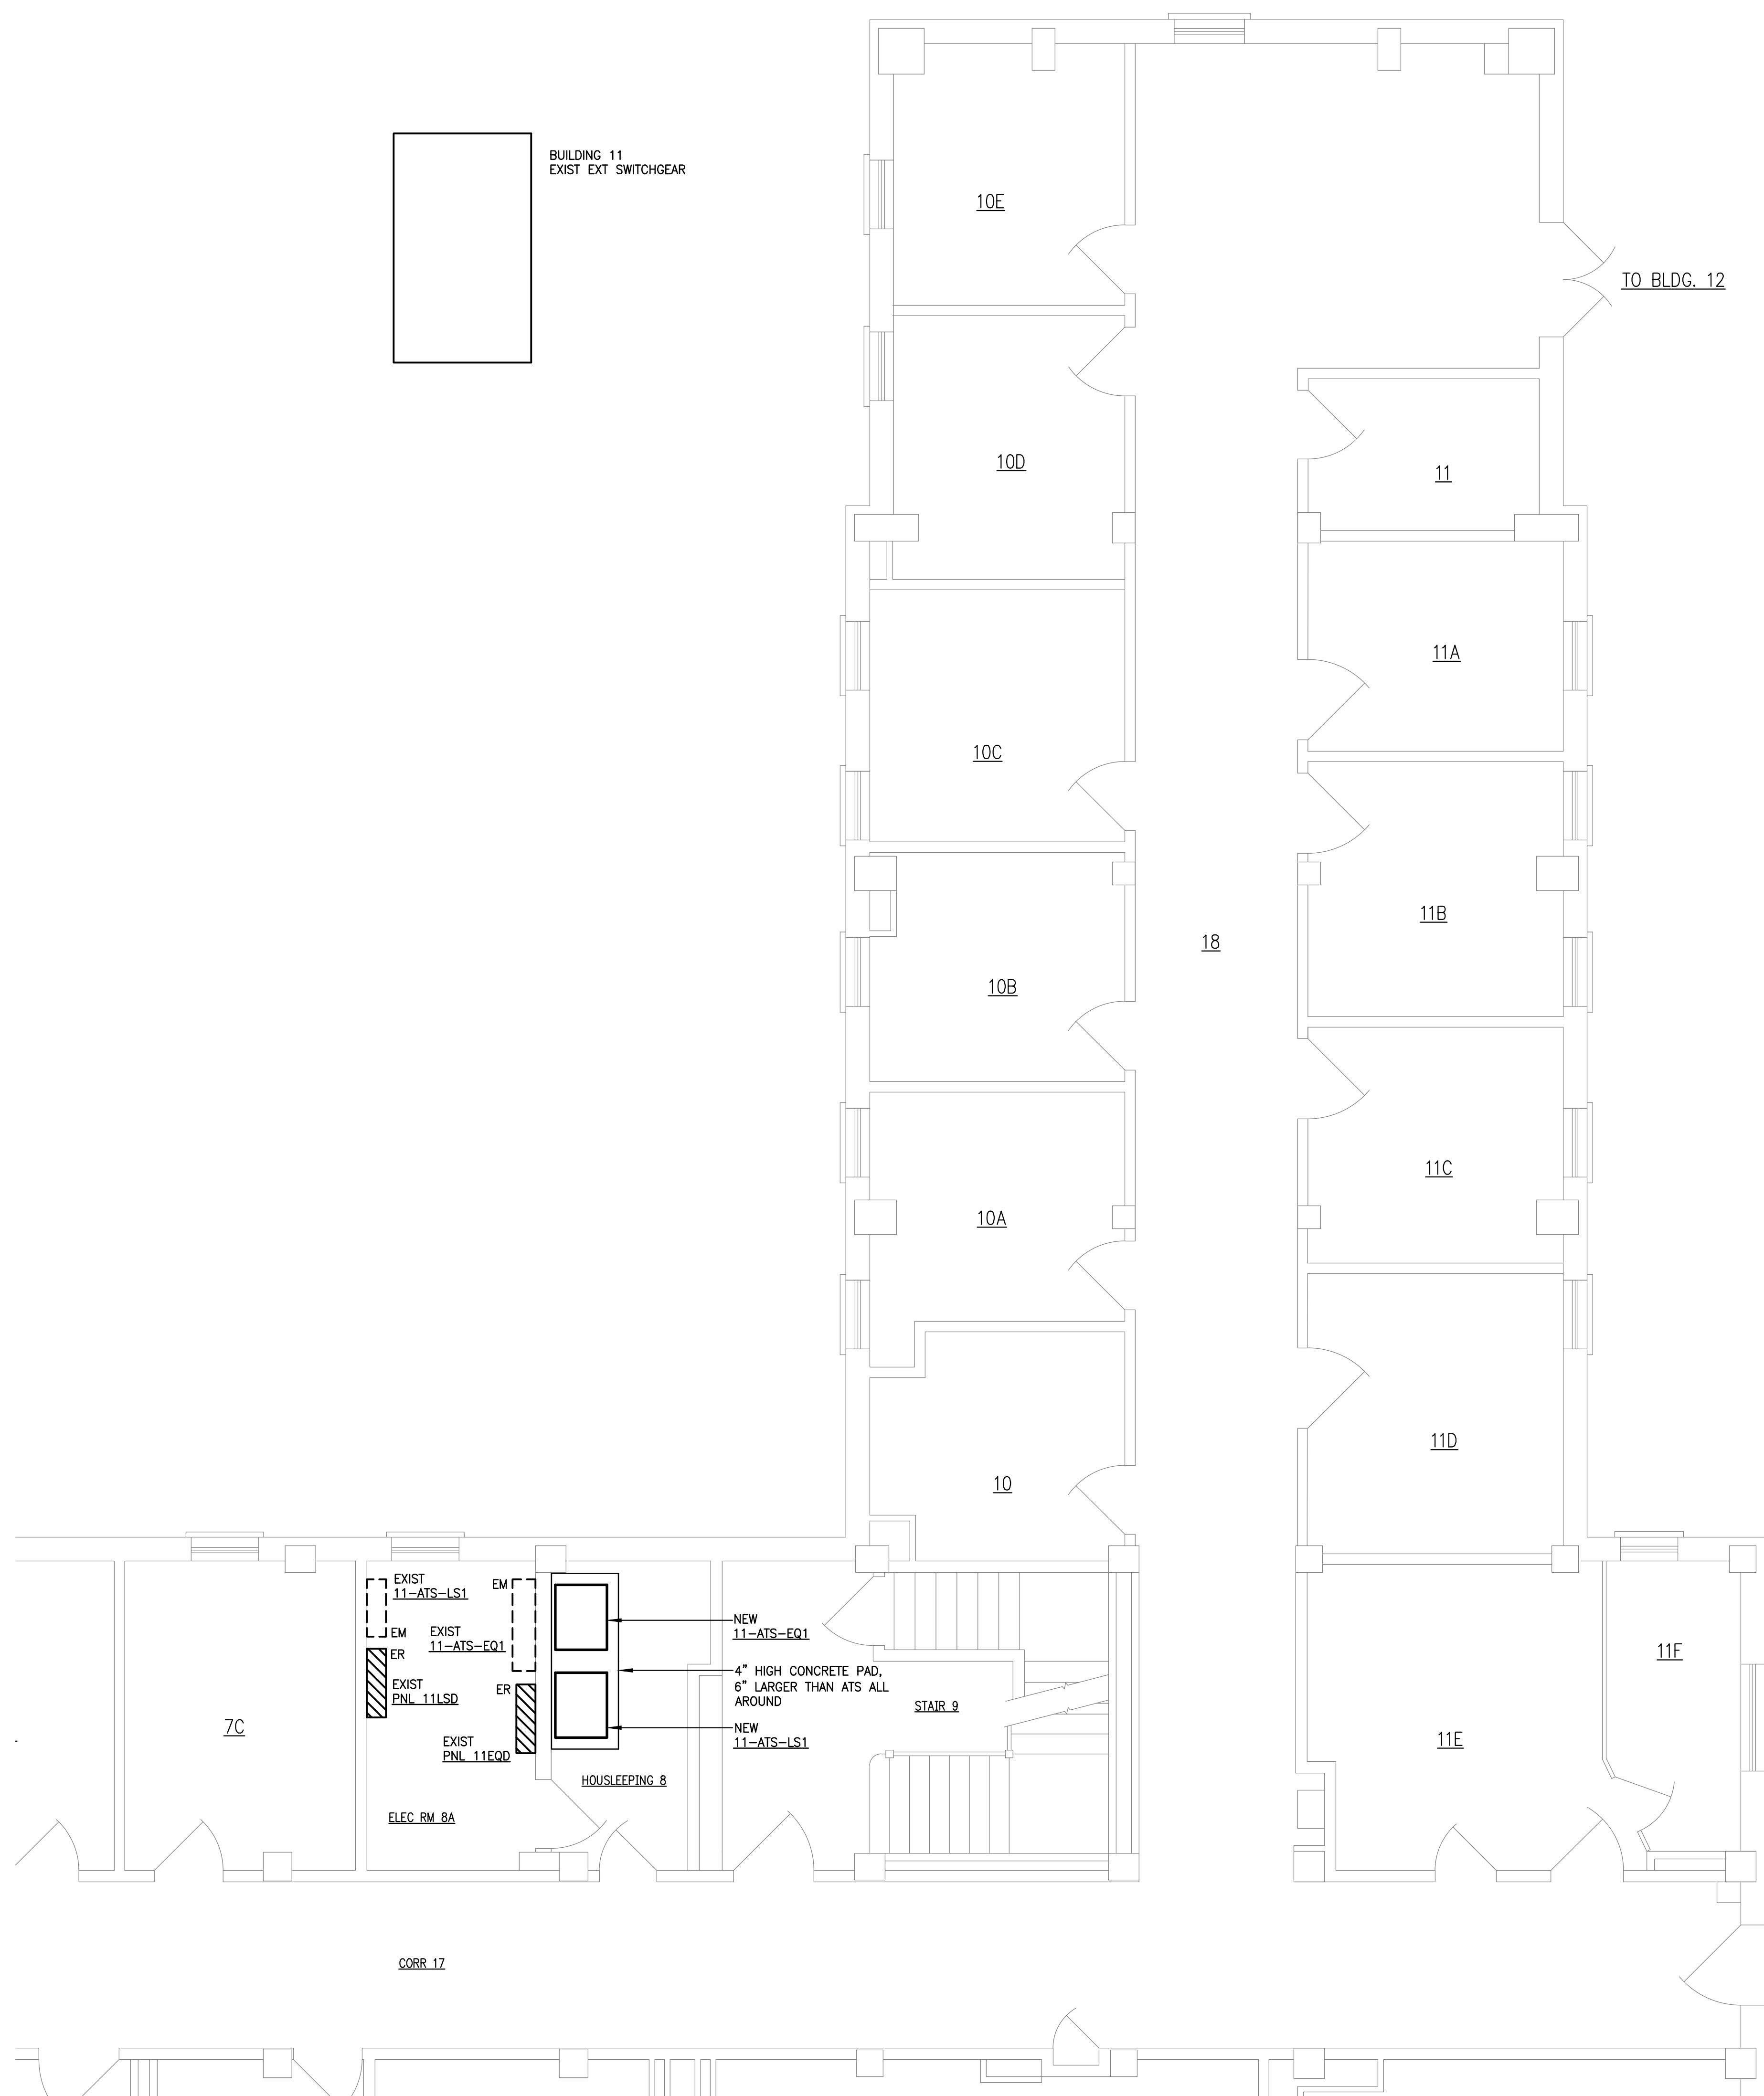 BUILDING 11
EXIST EXT SWITCHGEAR
10E
TO BLDG. 12
10D
11
11A
10C
11B
18
10B
11C
10A
11D
10
EXIST
11-ATS-LS1
EM
EM
EXIST
11-ATS-EQ1
ER
EXIST
PNL 11LSD
ER
EXIST
PNL 11EQD
NEW
11-ATS-EQ1
4" HIGH CONCRETE PAD,
6" LARGER THAN ATS ALL
AROUND
NEW
11-ATS-LS1
STAIR 9
7C
11E
11F
HOUSLEEPING 8
ELEC RM 8A
CORR 17